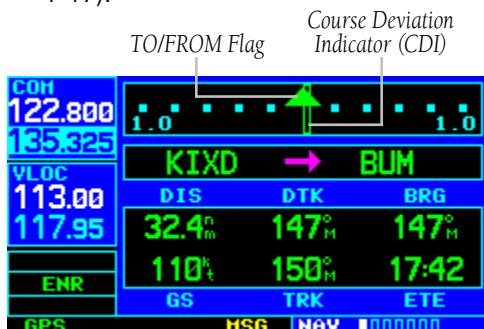 TO/FROM Flag
Course Deviation
Indicator (CDI)
COM
122.800
135.325
1.0 1.0
KIXD → BUM
VLOC
113.00
117.95
DIS DTK BRG
32.4nm 147°M 147°M
110kt 150°M 17:42
ENR
GS TRK ETE
GPS MSG NAV